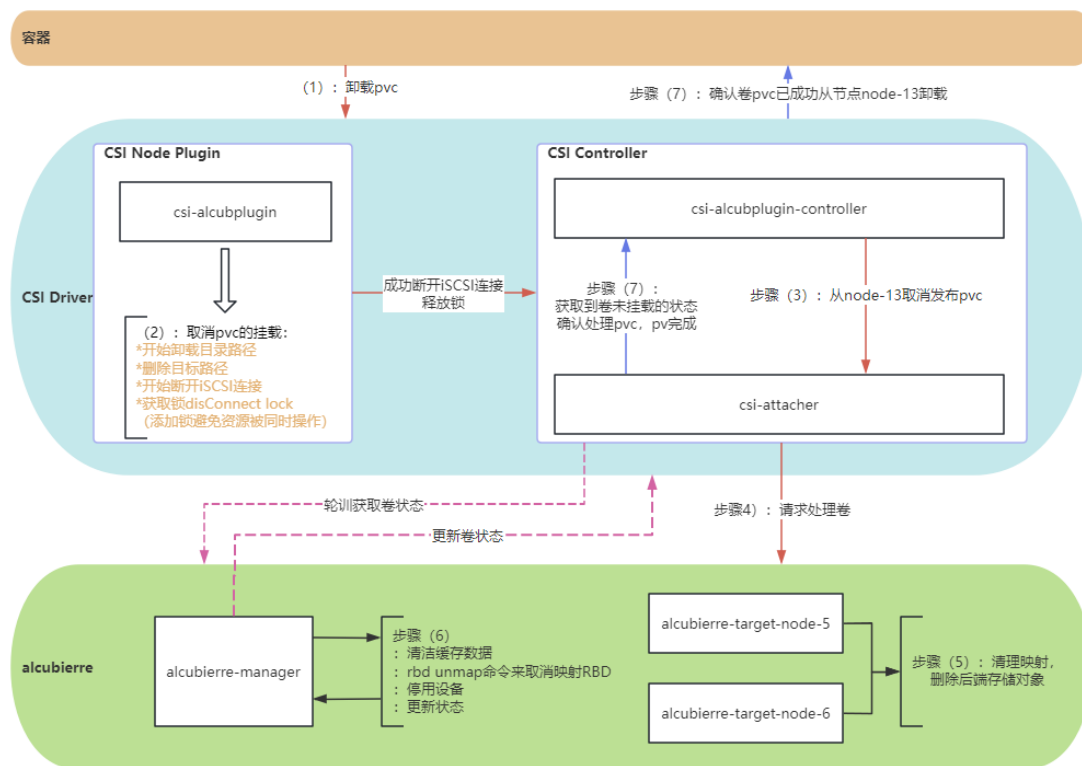 容器
(1)：卸载pvc
步骤（7）：确认卷pvc已成功从节点node-13卸载
CSI Driver
CSI Node Plugin
csi-alcubplugin
（2）：取消pvc的挂载：
*开始卸载目录路径
*删除目标路径
*开始断开iSCSI连接
*获取锁disConnect lock
（添加锁避免资源被同时操作）
成功断开iSCSI连接
释放锁
CSI Controller
csi-alcubplugin-controller
步骤（7）：
获取到卷未挂载的状态
确认处理pvc，pv完成
步骤（3）：从node-13取消发布pvc
csi-attacher
轮训获取卷状态
更新卷状态
步骤4）：请求处理卷
alcubierre
alcubierre-manager
步骤（6）
：清洁缓存数据
：rbd unmap命令来取消映射RBD
：停用设备
：更新状态
alcubierre-target-node-5
alcubierre-target-node-6
步骤（5）：清理映射，
删除后端存储对象